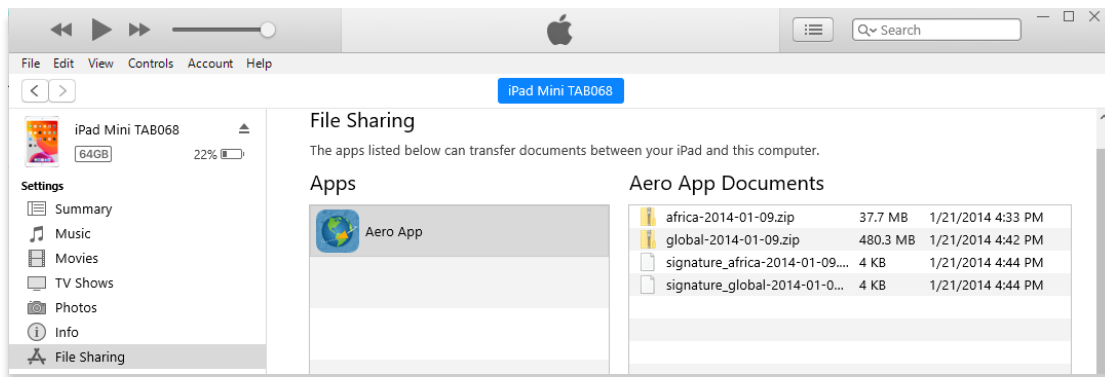 Search
File Edit View Controls Account Help
iPad Mini TAB068
iPad Mini TAB068
64GB 22%
Settings
Summary
Music
Movies
TV Shows
Photos
Info
File Sharing
File Sharing
The apps listed below can transfer documents between your iPad and this computer.
Apps
Aero App
Aero App Documents
africa-2014-01-09.zip 37.7 MB 1/21/2014 4:33 PM
global-2014-01-09.zip 480.3 MB 1/21/2014 4:42 PM
signature_africa-2014-01-09.... 4 KB 1/21/2014 4:44 PM
signature_global-2014-01-0... 4 KB 1/21/2014 4:44 PM